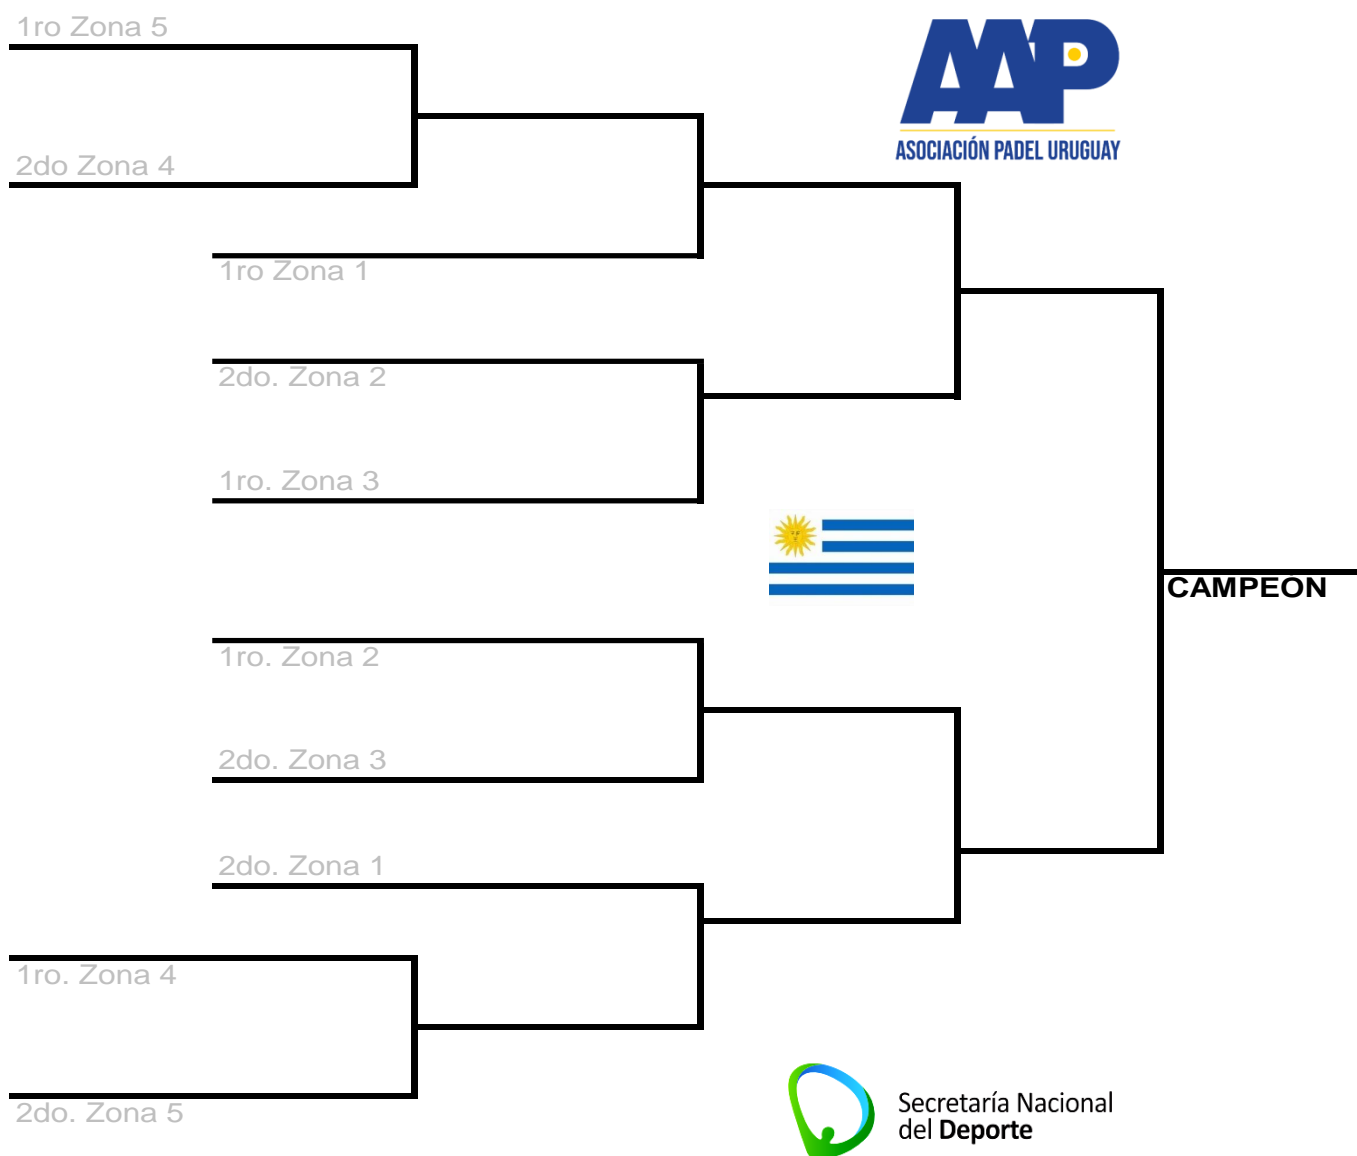 1ro Zona 5
AAP
ASOCIACIÓN PADEL URUGUAY
2do Zona 4
1ro Zona 1
2do. Zona 2
1ro. Zona 3
CAMPEÓN
1ro. Zona 2
2do. Zona 3
2do. Zona 1
1ro. Zona 4
2do. Zona 5
Secretaría Nacional
del Deporte